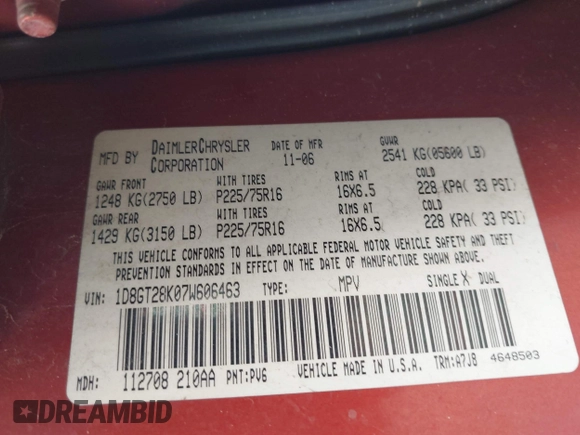 MFD BY DAIMLERCHRYSLER CORPORATION DATE OF MFR 11-06 GVWR 2541 KG(05600 LB)
GAWR FRONT WITH TIRES RIMS AT COLD
1248 KG(2750 LB) P225/75R16 16X6.5 228 KPA( 33 PSI)
GAWR REAR WITH TIRES RIMS AT COLD
1429 KG(3150 LB) P225/75R16 16X6.5 228 KPA( 33 PSI)
THIS VEHICLE CONFORMS TO ALL APPLICABLE FEDERAL MOTOR VEHICLE SAFETY AND THEFT
PREVENTION STANDARDS IN EFFECT ON THE DATE OF MANUFACTURE SHOWN ABOVE.
VIN: 1D8GT28K07W606463 TYPE: MPV SINGLE X DUAL
MDH: 112708 210AA PNT:PV6 VEHICLE MADE IN U.S.A. TRM:A7J8 4648503
DREAMBID